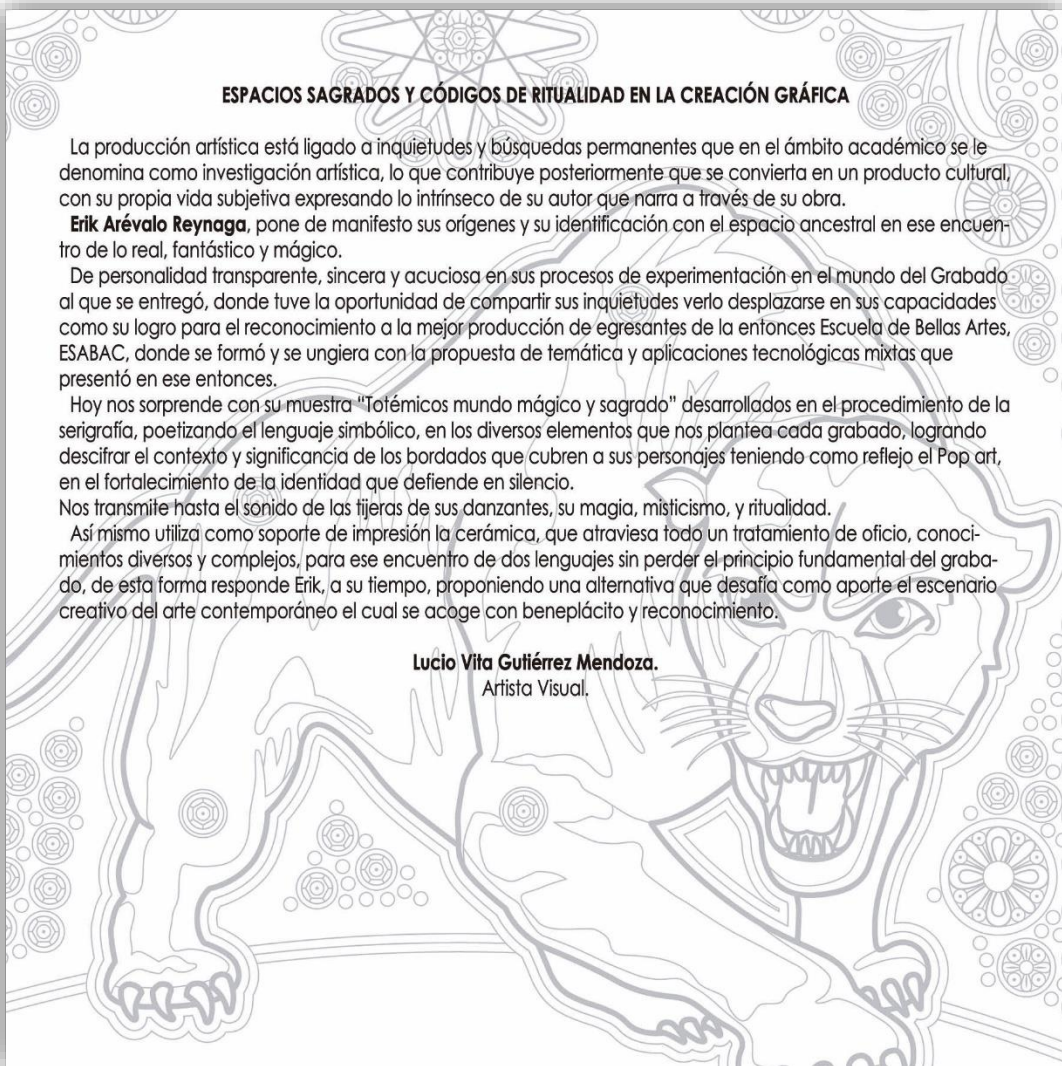 ESPACIOS SAGRADOS Y CÓDIGOS DE RITUALIDAD EN LA CREACIÓN GRÁFICA
La producción artística está ligado a inquietudes y búsquedas permanentes que en el ámbito académico se le
denomina como investigación artística, lo que contribuye posteriormente que se convierta en un producto cultural,
con su propia vida subjetiva expresando lo intrínseco de su autor que narra a través de su obra.
Erik Arévalo Reynaga, pone de manifiesto sus orígenes y su identificación con el espacio ancestral en ese encuen-
tro de lo real, fantástico y mágico.
De personalidad transparente, sincera y acuciosa en sus procesos de experimentación en el mundo del Grabado
al que se entregó, donde tuve la oportunidad de compartir sus inquietudes verlo desplazarse en sus capacidades
como su logro para el reconocimiento a la mejor producción de egresantes de la entonces Escuela de Bellas Artes,
ESABAC, donde se formó y se ungiera con la propuesta de temática y aplicaciones tecnológicas mixtas que
presentó en ese entonces.
Hoy nos sorprende con su muestra “Totémicos mundo mágico y sagrado” desarrollados en el procedimiento de la
serigrafía, poetizando el lenguaje simbólico, en los diversos elementos que nos plantea cada grabado, logrando
descifrar el contexto y significancia de los bordados que cubren a sus personajes teniendo como reflejo el Pop art,
en el fortalecimiento de la identidad que defiende en silencio.
Nos transmite hasta el sonido de las tijeras de sus danzantes, su magia, misticismo, y ritualidad.
Así mismo utiliza como soporte de impresión la cerámica, que atraviesa todo un tratamiento de oficio, conoci-
mientos diversos y complejos, para ese encuentro de dos lenguajes sin perder el principio fundamental del graba-
do, de esta forma responde Erik, a su tiempo, proponiendo una alternativa que desafía como aporte el escenario
creativo del arte contemporáneo el cual se acoge con beneplácito y reconocimiento.
Lucio Vita Gutiérrez Mendoza.
Artista Visual.